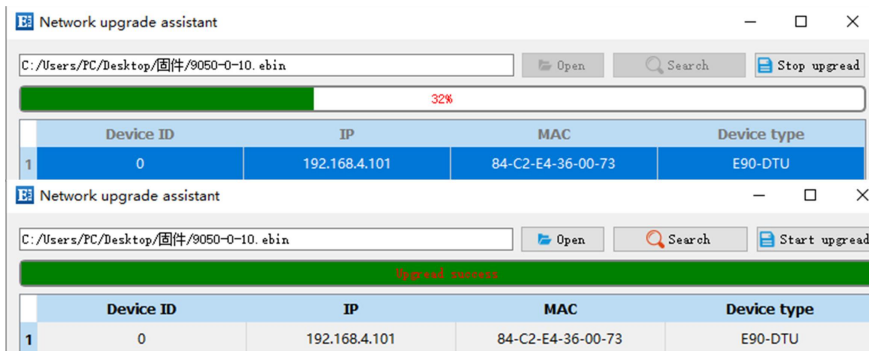 Network upgrade assistant
C:/Users/PC/Desktop/固件/9050-0-10.ebin Open Search Stop upgread
32%
Device ID IP MAC Device type
1 0 192.168.4.101 84-C2-E4-36-00-73 E90-DTU
Network upgrade assistant
C:/Users/PC/Desktop/固件/9050-0-10.ebin Open Search Start upgread
Upgread success
Device ID IP MAC Device type
1 0 192.168.4.101 84-C2-E4-36-00-73 E90-DTU